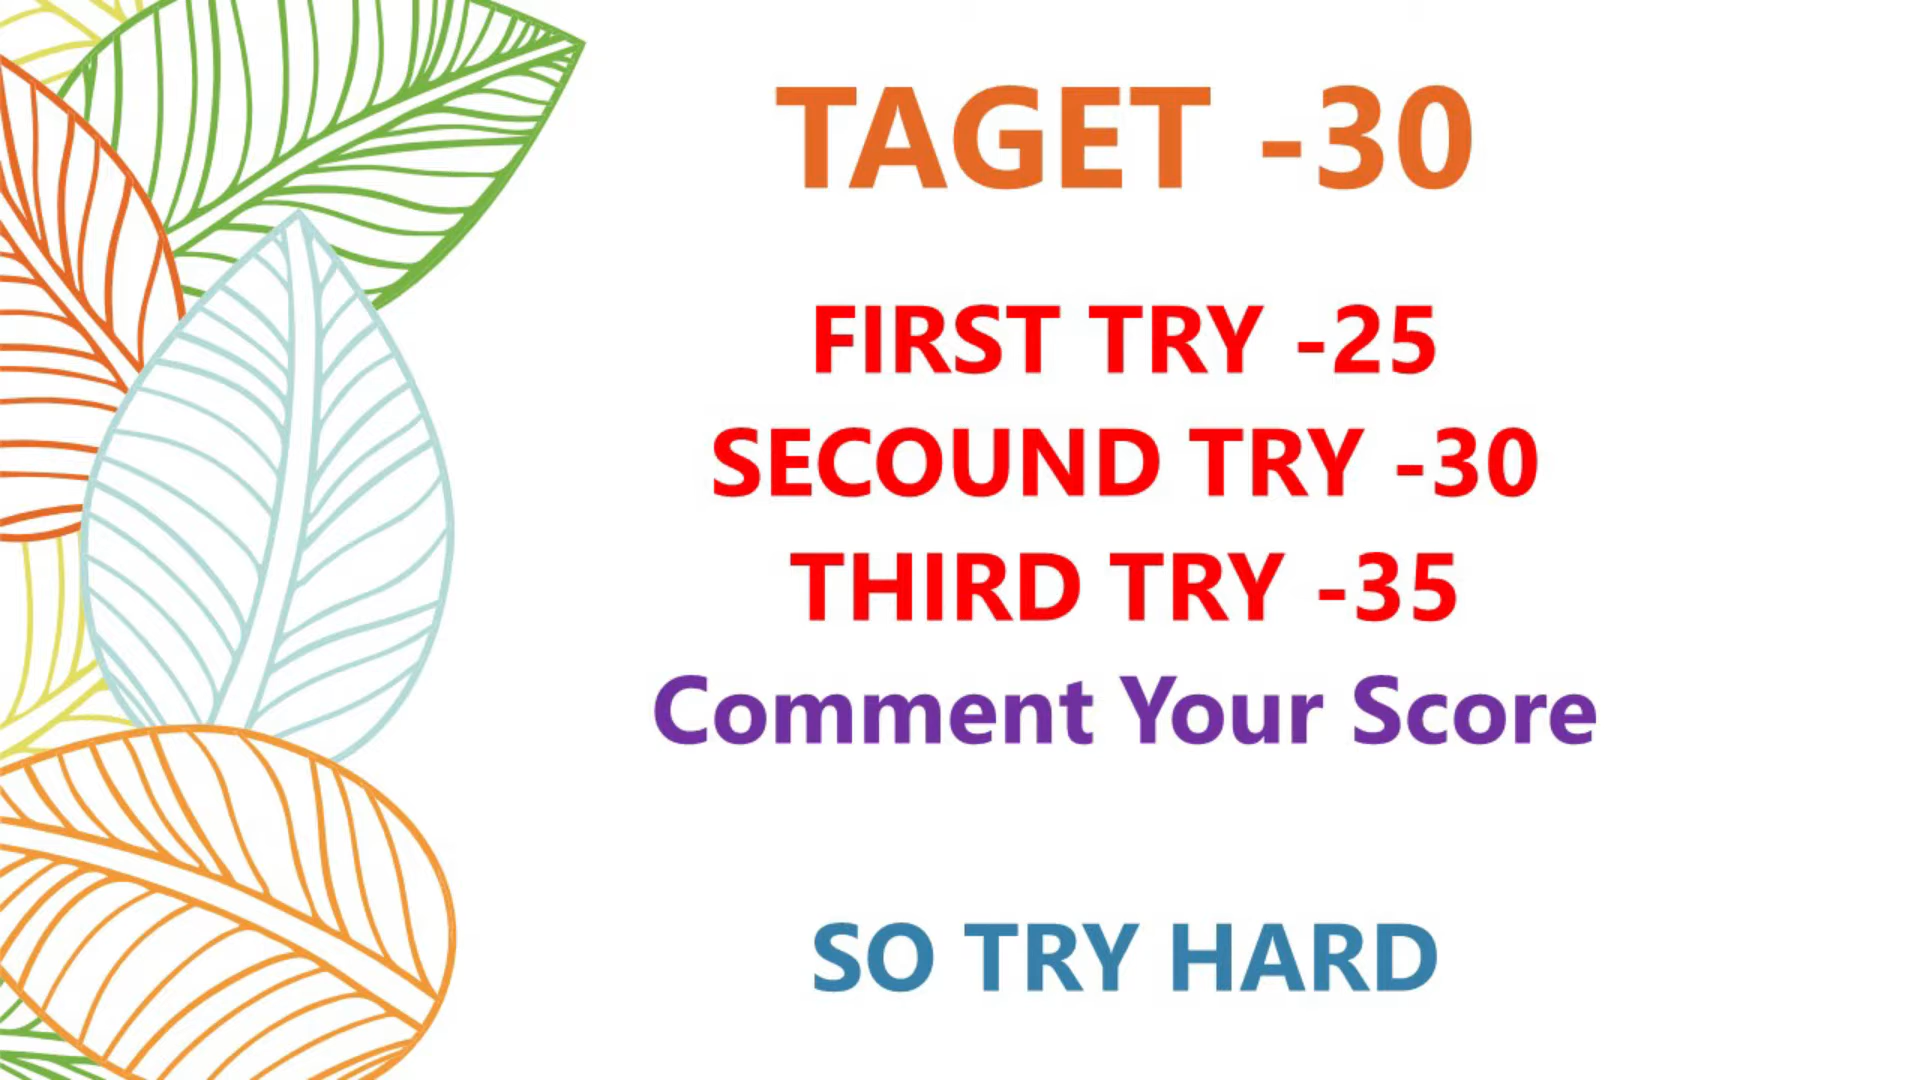 TAGET -30
FIRST TRY -25
SECOUND TRY -30
THIRD TRY -35
Comment Your Score
SO TRY HARD